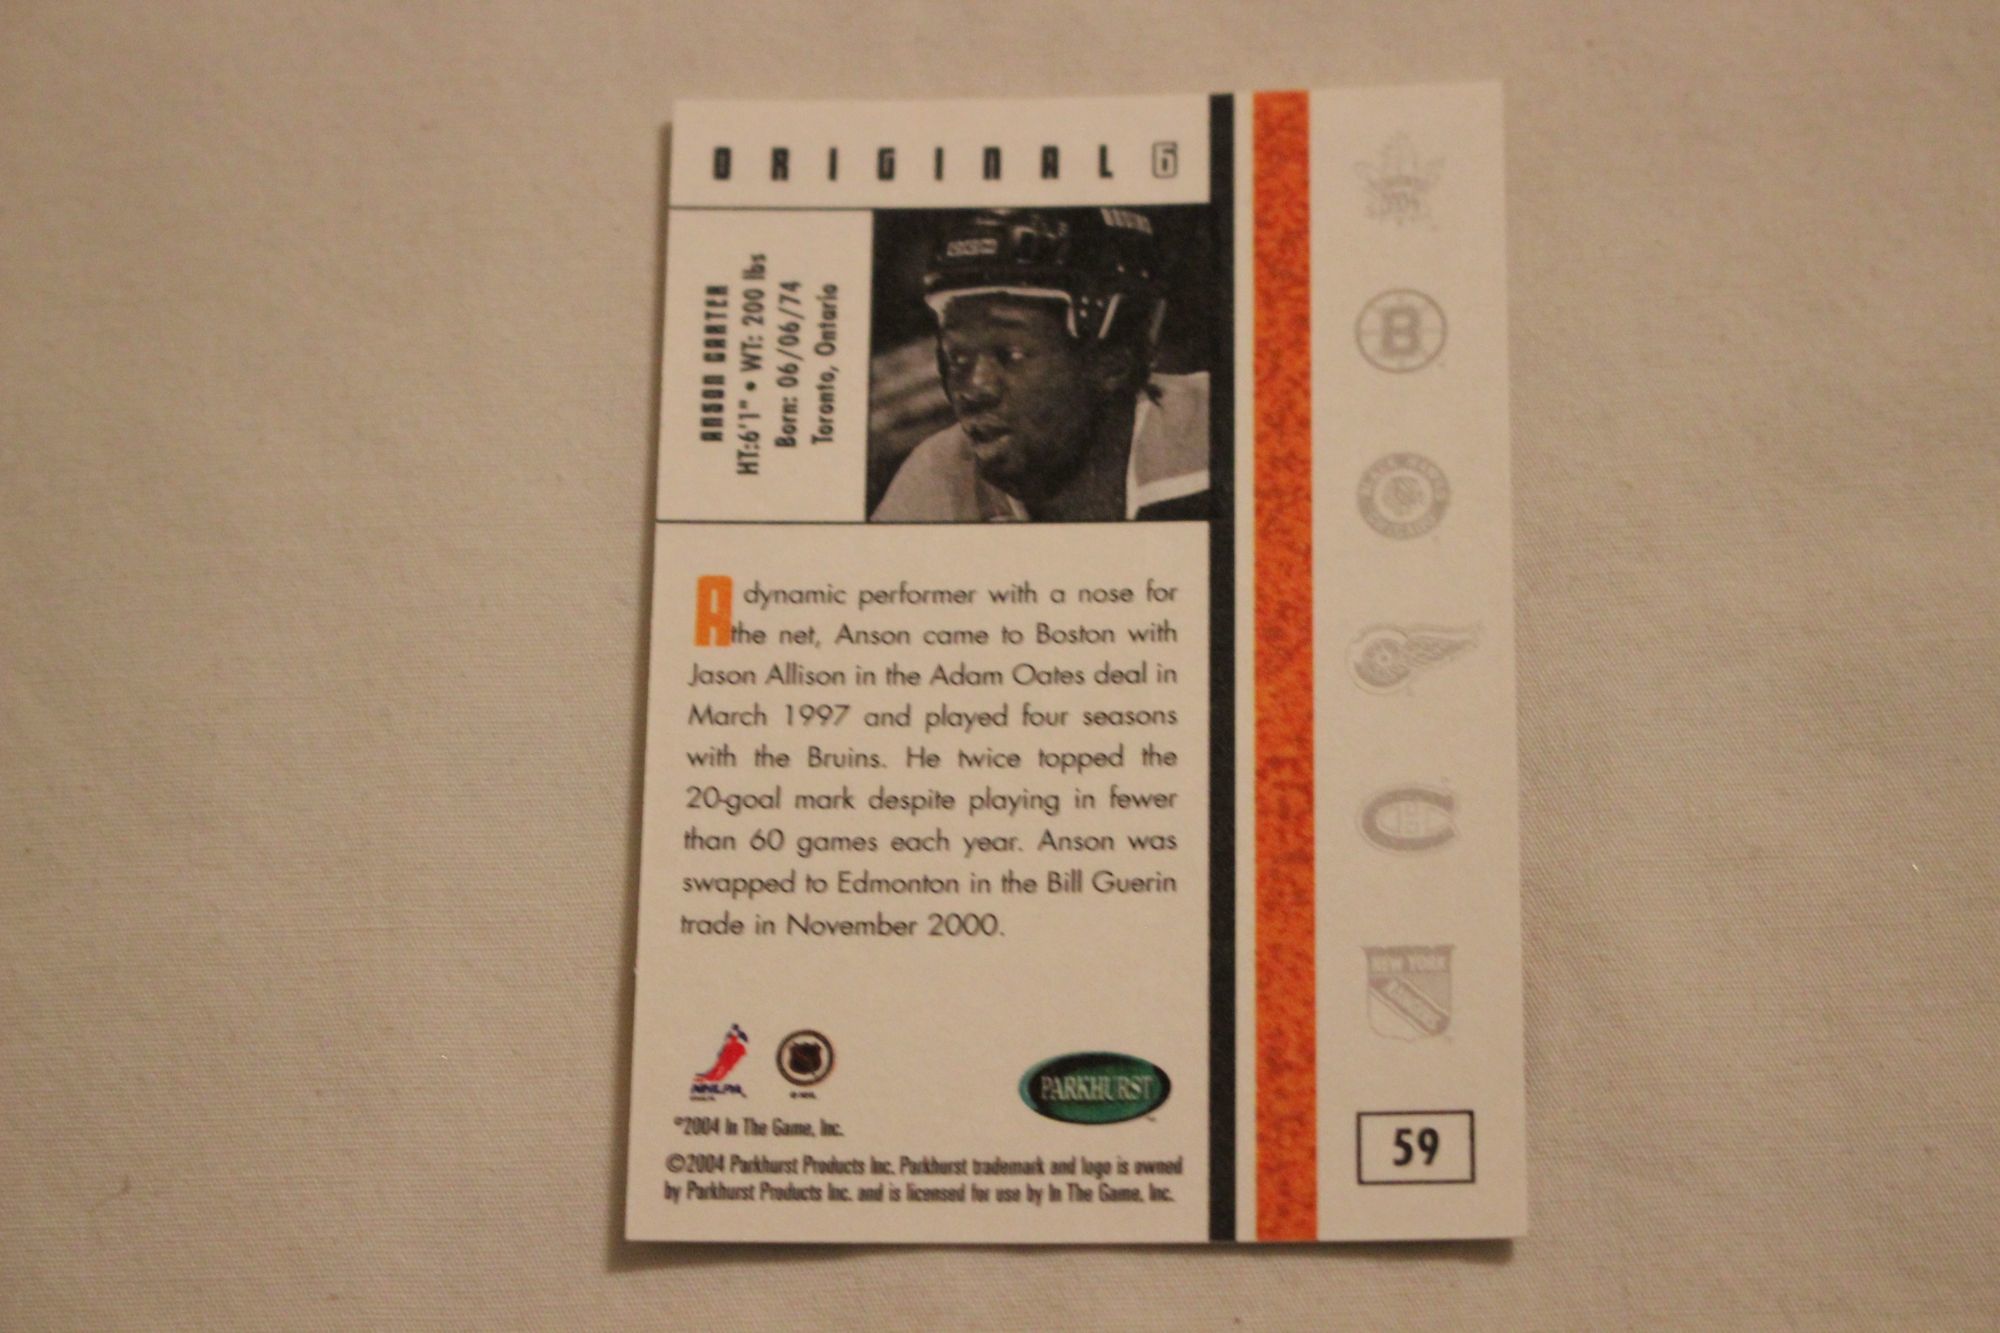 ORIGINAL 6
ANSON CARTER
HT:6'1" • WT: 200 lbs
Born: 06/06/74
Toronto, Ontario
A dynamic performer with a nose for
the net, Anson came to Boston with
Jason Allison in the Adam Oates deal in
March 1997 and played four seasons
with the Bruins. He twice topped the
20-goal mark despite playing in fewer
than 60 games each year. Anson was
swapped to Edmonton in the Bill Guerin
trade in November 2000.
NHLPA
PARKHURST
©2004 In The Game, Inc.
©2004 Parkhurst Products Inc. Parkhurst trademark and logo is owned
by Parkhurst Products Inc. and is licensed for use by In The Game, Inc.
B
C
NEW YORK
RANGERS
59